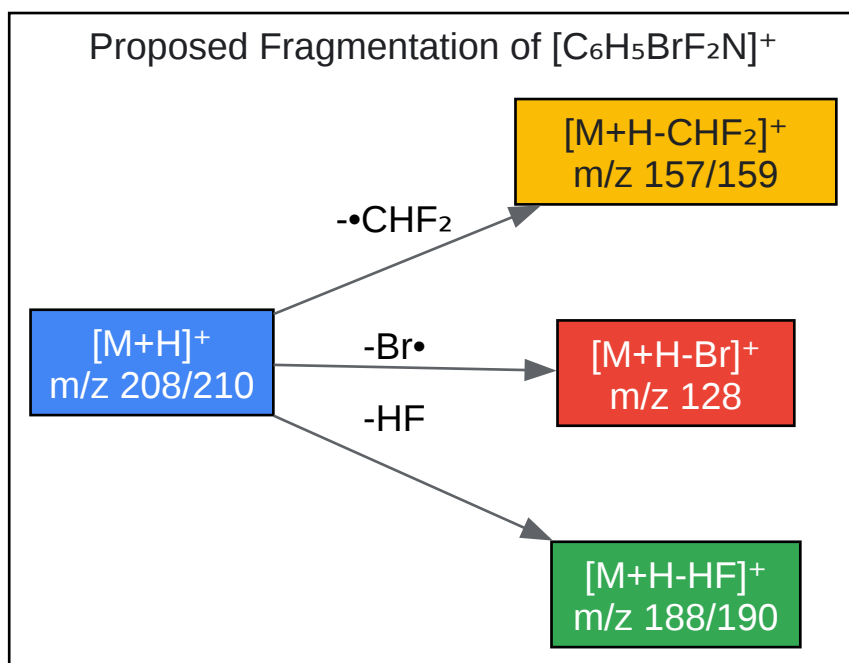 Proposed Fragmentation of [C₆H₅BrF₂N]⁺
[M+H-CHF₂]⁺
m/z 157/159
-•CHF₂
[M+H]⁺
m/z 208/210
-Br•
[M+H-Br]⁺
m/z 128
-HF
[M+H-HF]⁺
m/z 188/190